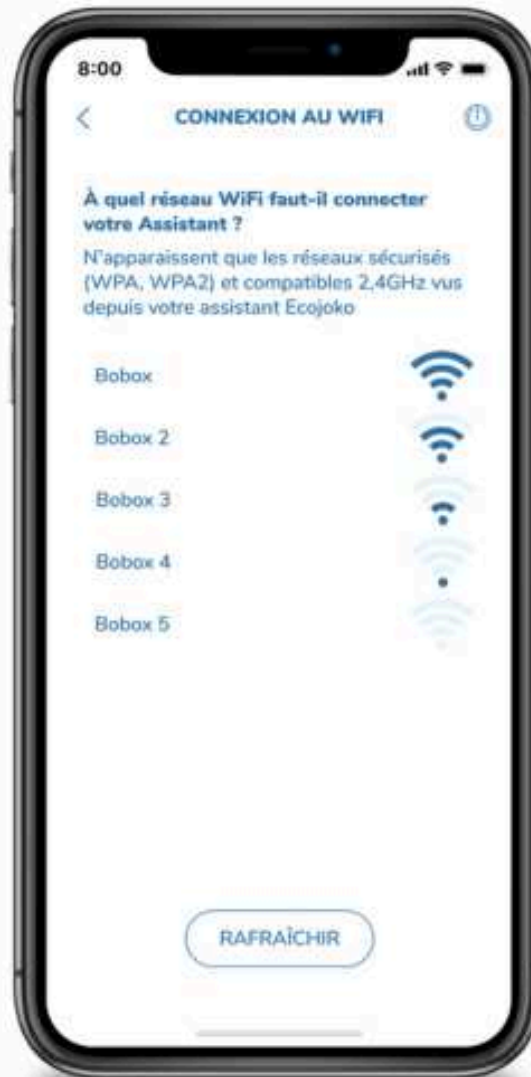 8:00
CONNEXION AU WIFI
À quel réseau WiFi faut-il connecter
votre Assistant ?
N'apparaissent que les réseaux sécurisés
(WPA, WPA2) et compatibles 2,4GHz vus
depuis votre assistant Ecojoko
Bobox
Bobox 2
Bobox 3
Bobox 4
Bobox 5
RAFRAÎCHIR